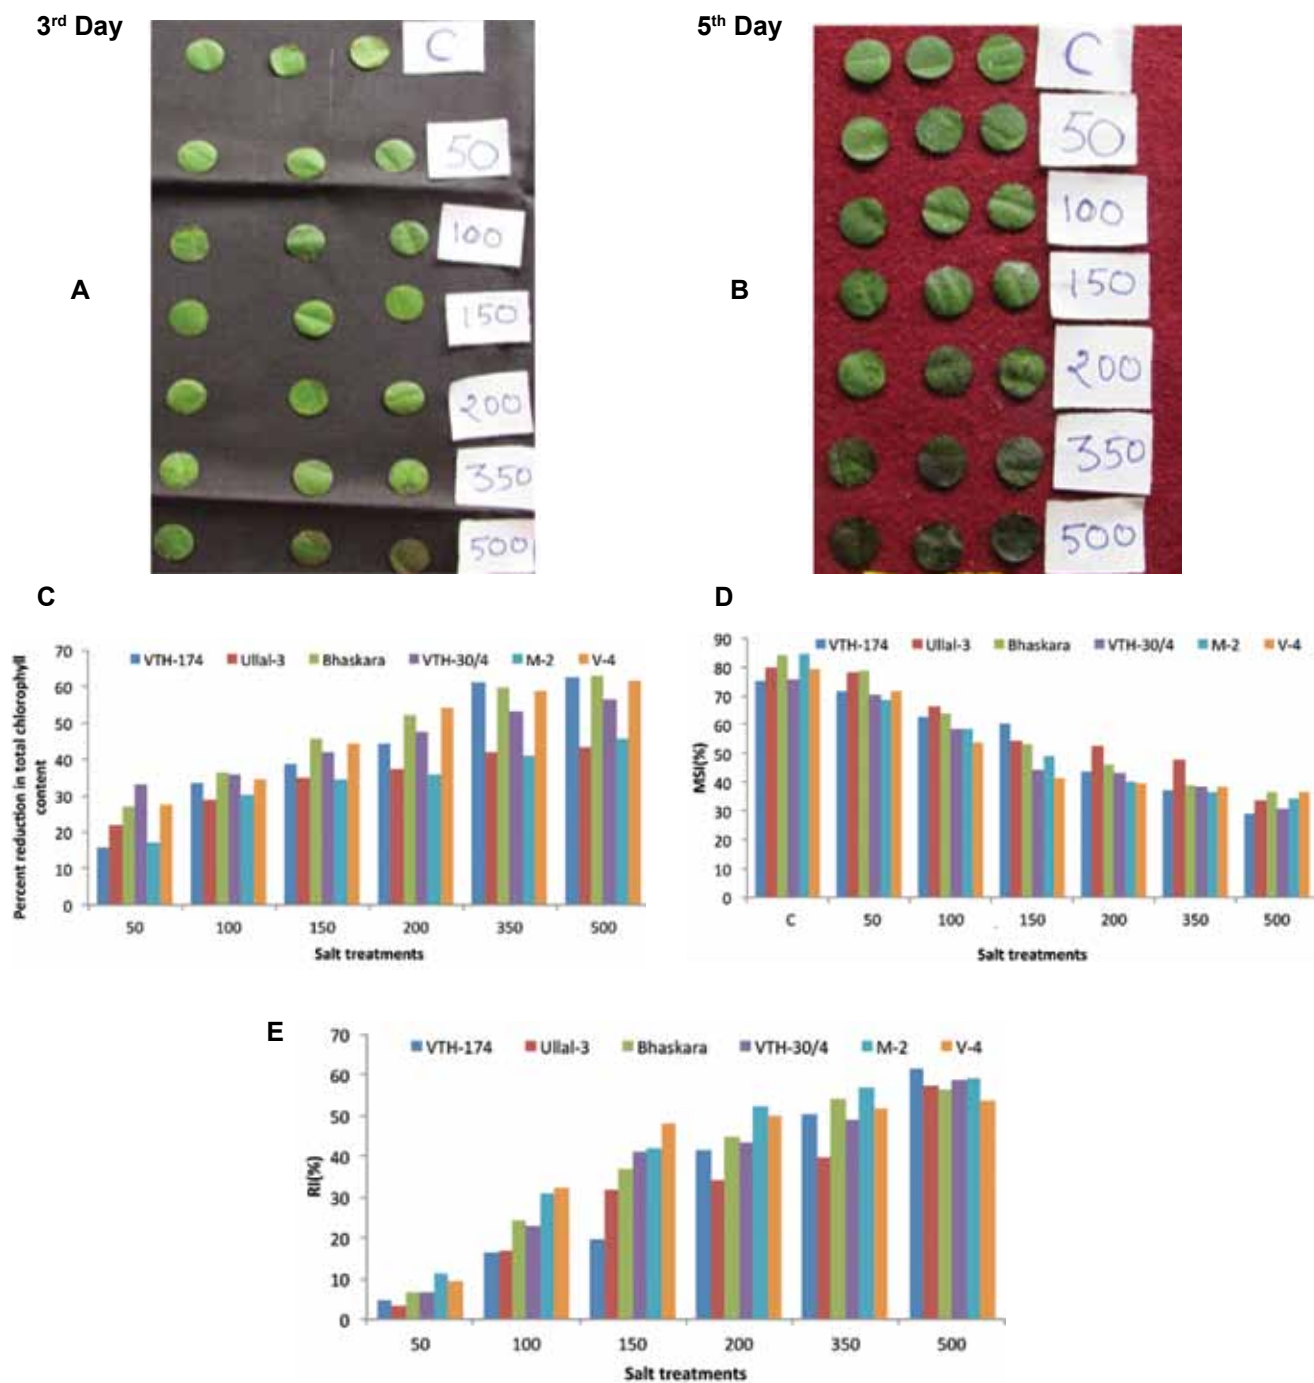 3rd Day
5th Day
C
50
100
150
200
350
500
A
C
50
100
150
200
350
500
B
C
70
60
50
40
30
20
10
0
VTH-174 Ullal-3 Bhaskara VTH-30/4 M-2 V-4
Percent reduction in total chlorophyll
content
50 100 150 200 350 500
Salt treatments
D
90
80
70
60
50
40
30
20
10
0
VTH-174 Ullal-3 Bhaskara VTH-30/4 M-2 V-4
MSI(%)
C 50 100 150 200 350 500
Salt treatments
E
70
60
50
40
30
20
10
0
VTH-174 Ullal-3 Bhaskara VTH-30/4 M-2 V-4
RI(%)
50 100 150 200 350 500
Salt treatments